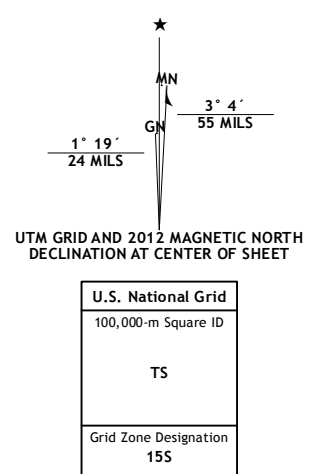 MN
3° 4´
55 MILS
GN
1° 19´
24 MILS
UTM GRID AND 2012 MAGNETIC NORTH
DECLINATION AT CENTER OF SHEET
U.S. National Grid
100,000-m Square ID
TS
Grid Zone Designation
15S